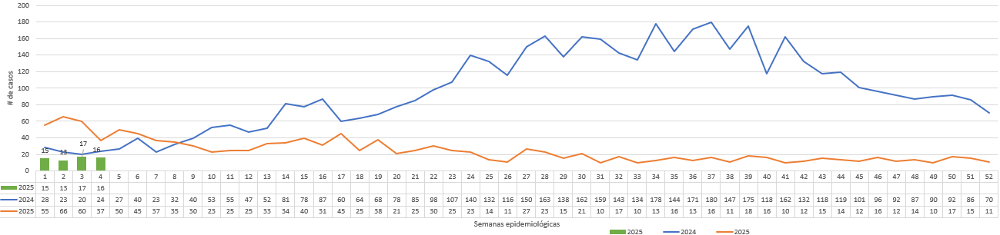 200
180
160
140
120
100
80
60
40
20
0
# de casos
15 13 17 16
1 2 3 4 5 6 7 8 9 10 11 12 13 14 15 16 17 18 19 20 21 22 23 24 25 26 27 28 29 30 31 32 33 34 35 36 37 38 39 40 41 42 43 44 45 46 47 48 49 50 51 52
2025 15 13 17 16
2024 28 23 20 24 27 40 23 32 40 53 55 47 52 81 78 87 60 64 68 78 85 98 107 140 132 116 150 163 138 162 159 143 134 178 144 171 180 147 175 118 162 132 118 119 101 96 92 87 90 92 86 70
2025 55 66 60 37 50 45 37 35 30 23 25 25 33 34 40 31 45 25 38 21 25 30 25 23 14 11 27 23 15 21 10 17 10 13 16 13 16 11 18 16 10 12 15 14 12 16 12 14 10 17 15 11
Semanas epidemiológicas
2025 2024 2025